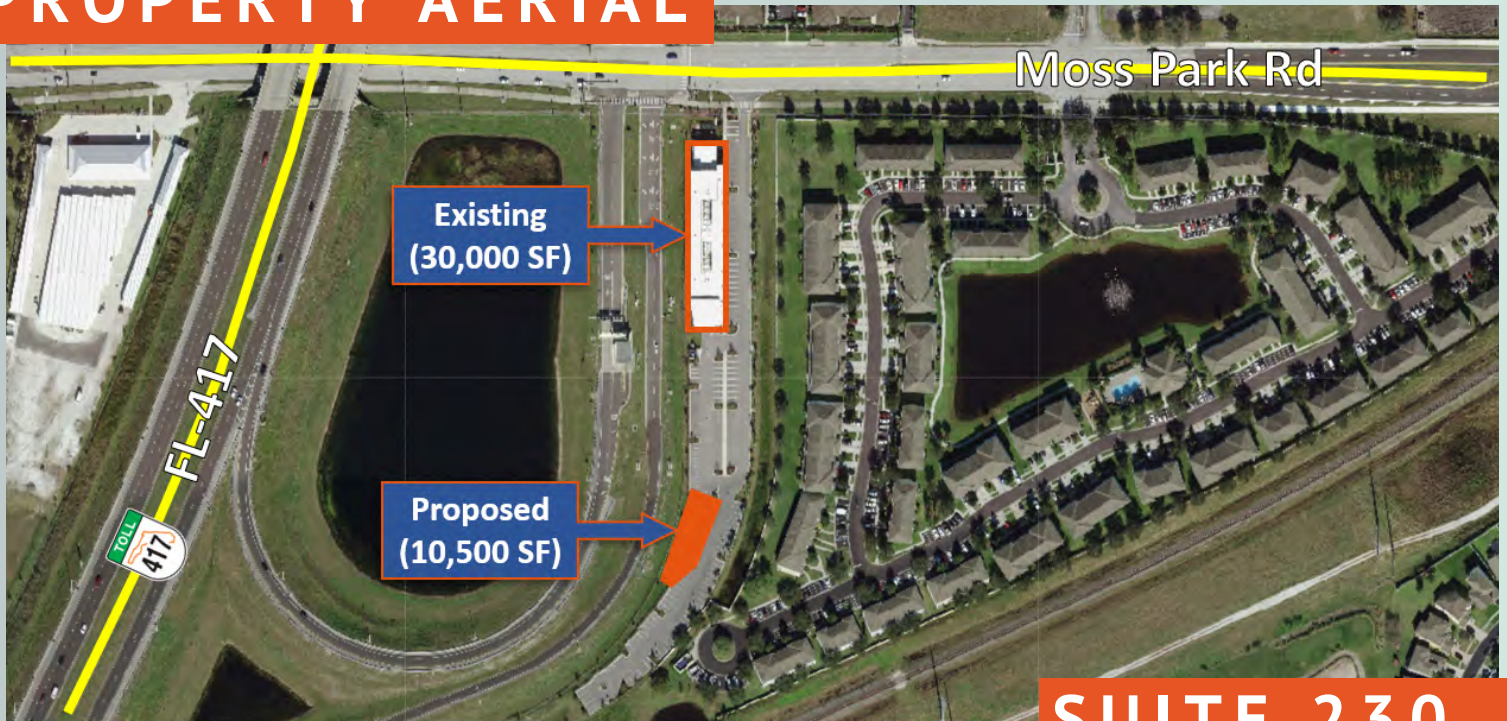 PROPERTY AERIAL
Moss Park Rd
Existing
(30,000 SF)
FL-417
Proposed
(10,500 SF)
TOLL
417
SUITE 230